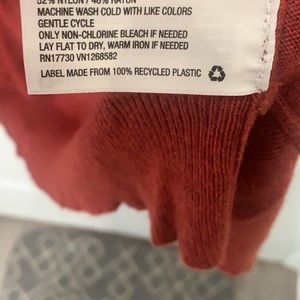 52% NYLON / 48% RAYON
MACHINE WASH COLD WITH LIKE COLORS
GENTLE CYCLE
ONLY NON-CHLORINE BLEACH IF NEEDED
LAY FLAT TO DRY, WARM IRON IF NEEDED
RN17730 VN1268582
LABEL MADE FROM 100% RECYCLED PLASTIC